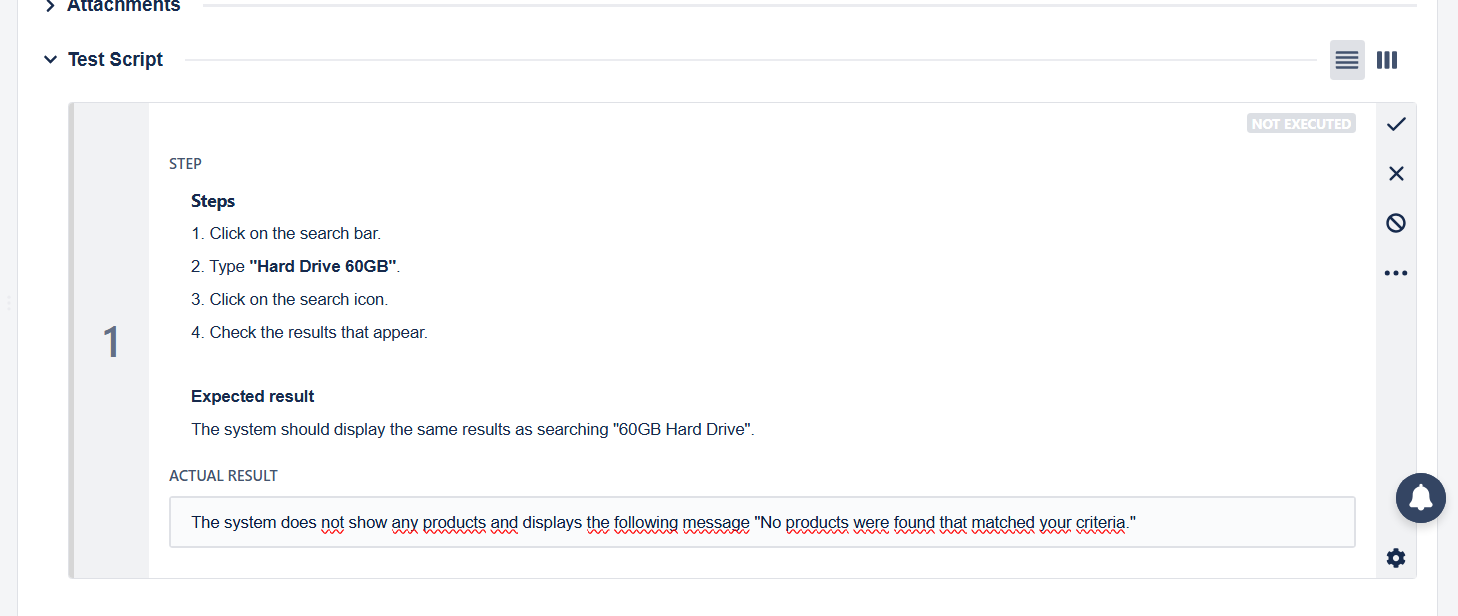 Attachments
Test Script
NOT EXECUTED
STEP
Steps
1. Click on the search bar.
2. Type "Hard Drive 60GB".
3. Click on the search icon.
4. Check the results that appear.
1
Expected result
The system should display the same results as searching "60GB Hard Drive".
ACTUAL RESULT
The system does not show any products and displays the following message "No products were found that matched your criteria."